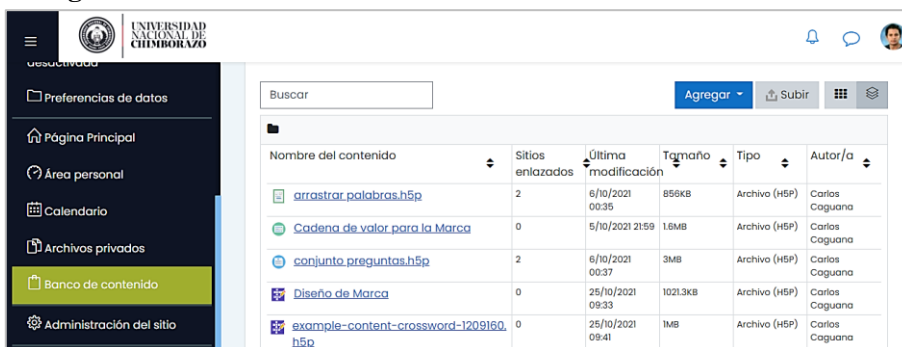 UNIVERSIDAD
NACIONAL DE
CHIMBORAZO
desactivada
Preferencias de datos
Página Principal
Área personal
Calendario
Archivos privados
Banco de contenido
Administración del sitio
Buscar
Agregar
Subir
Nombre del contenido
Sitios
enlazados
Última
modificación
Tamaño
Tipo
Autor/a
arrastrar palabras.h5p
2
6/10/2021
00:35
856KB
Archivo (H5P)
Carlos
Caguana
Cadena de valor para la Marca
0
5/10/2021 21:59
1.6MB
Archivo (H5P)
Carlos
Caguana
conjunto preguntas.h5p
2
6/10/2021
00:37
3MB
Archivo (H5P)
Carlos
Caguana
Diseño de Marca
0
25/10/2021
09:33
1021.3KB
Archivo (H5P)
Carlos
Caguana
example-content-crossword-1209160.
h5p
0
25/10/2021
09:41
1MB
Archivo (H5P)
Carlos
Caguana